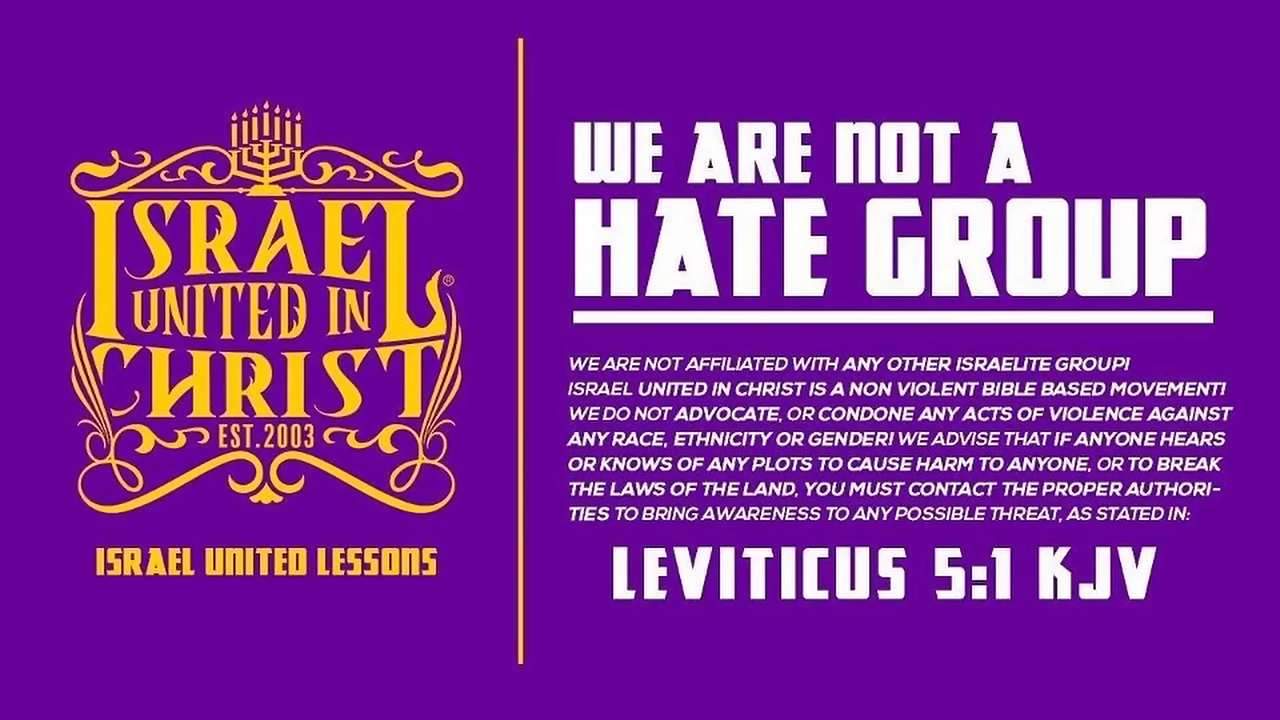 ISRAEL
UNITED IN
CHRIST
EST.2003
®
ISRAEL UNITED LESSONS
WE ARE NOT A
HATE GROUP
WE ARE NOT AFFILIATED WITH ANY OTHER ISRAELITE GROUP!
ISRAEL UNITED IN CHRIST IS A NON VIOLENT BIBLE BASED MOVEMENT!
WE DO NOT ADVOCATE, OR CONDONE ANY ACTS OF VIOLENCE AGAINST
ANY RACE, ETHNICITY OR GENDER! WE ADVISE THAT IF ANYONE HEARS
OR KNOWS OF ANY PLOTS TO CAUSE HARM TO ANYONE, OR TO BREAK
THE LAWS OF THE LAND, YOU MUST CONTACT THE PROPER AUTHORI-
TIES TO BRING AWARENESS TO ANY POSSIBLE THREAT, AS STATED IN:
LEVITICUS 5:1 KJV